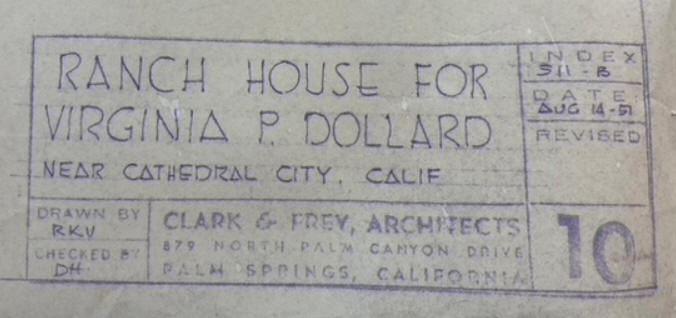 RANCH HOUSE FOR
VIRGINIA P. DOLLARD
NEAR CATHEDRAL CITY, CALIF
INDEX
511-B
DATE
AUG 14-51
REVISED
DRAWN BY
RKV
CHECKED BY
DH
CLARK & FREY, ARCHITECTS
879 NORTH PALM CANYON DRIVE
PALM SPRINGS, CALIFORNIA
10